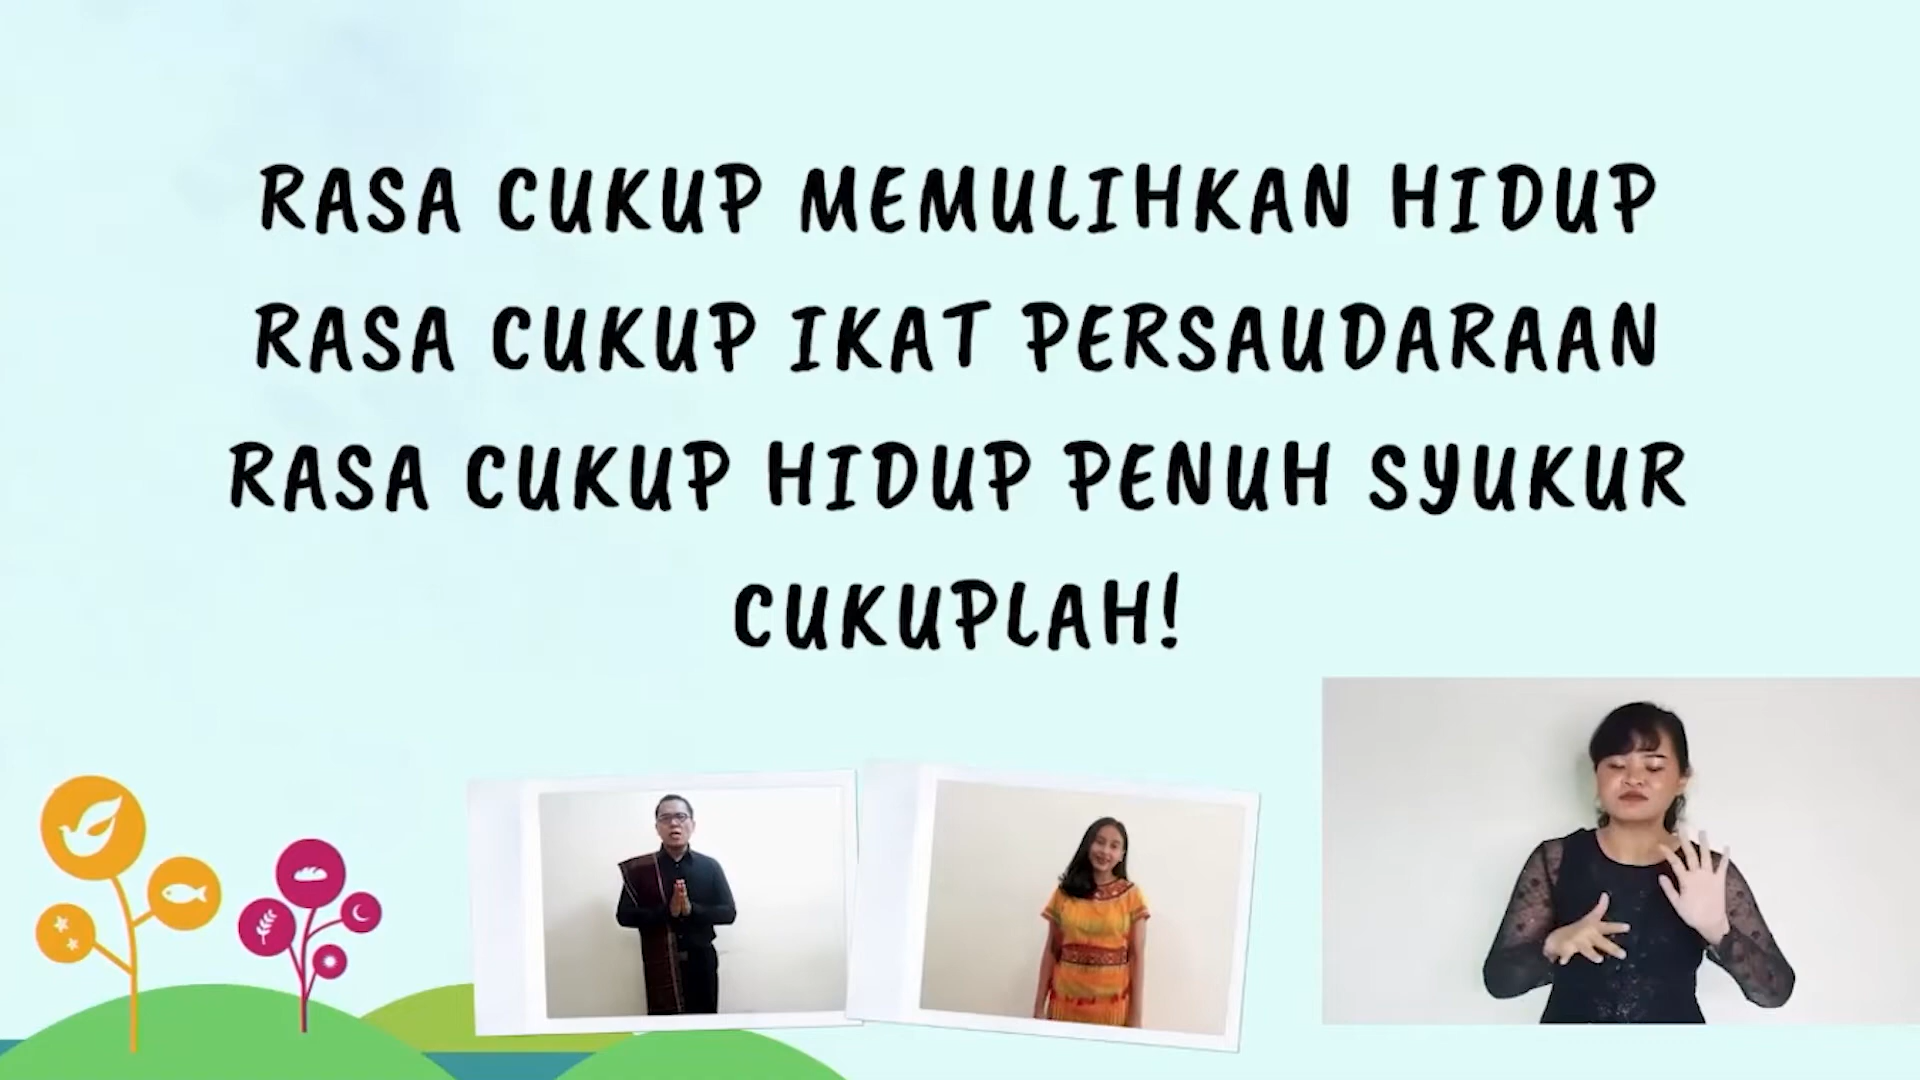 RASA CUKUP MEMULIHKAN HIDUP
RASA CUKUP IKAT PERSAUDARAAN
RASA CUKUP HIDUP PENUH SYUKUR
CUKUPLAH!